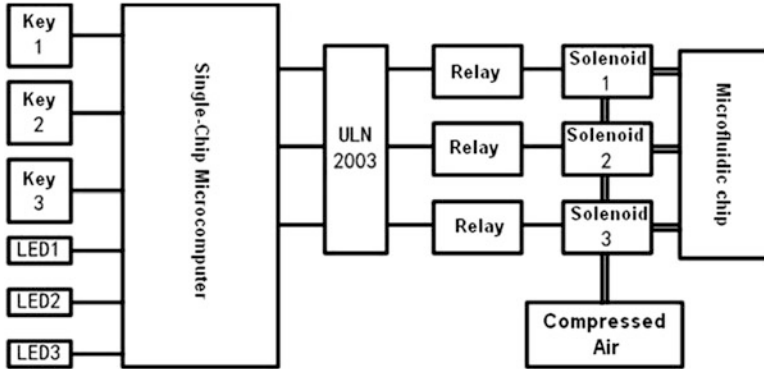 Key
1
Key
2
Key
3
LED1
LED2
LED3
Single-Chip Microcomputer
ULN
2003
Relay
Relay
Relay
Solenoid
1
Solenoid
2
Solenoid
3
Microfluidic chip
Compressed
Air